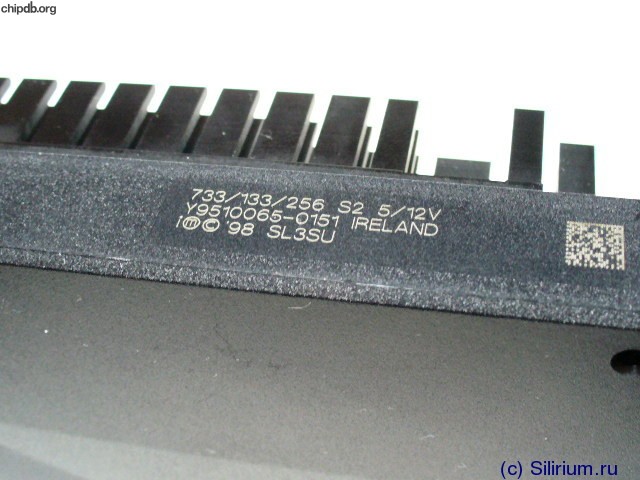 chipdb.org
733/133/256 S2 5/12V
Y9510065-0151 IRELAND
i ⓜ © '98 SL3SU
(c) Silirium.ru